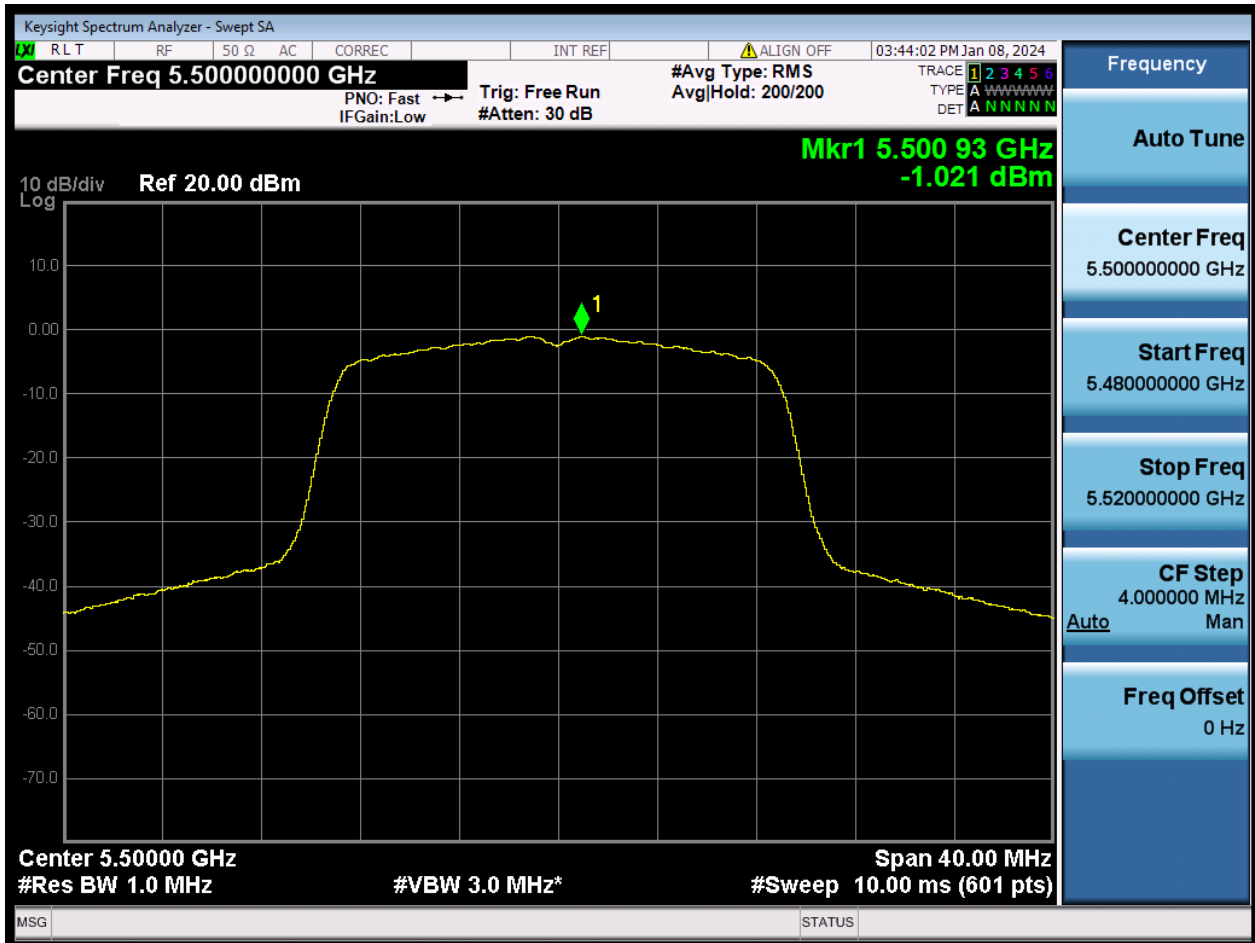 Keysight Spectrum Analyzer - Swept SA
LXI RLT RF 50 Ω AC CORREC INT REF ALIGN OFF 03:44:02 PM Jan 08, 2024
Center Freq 5.500000000 GHz
PNO: Fast
IFGain:Low
Trig: Free Run
#Atten: 30 dB
#Avg Type: RMS
Avg|Hold: 200/200
TRACE 1 2 3 4 5 6
TYPE A WWWWW
DET A N N N N N
Mkr1 5.500 93 GHz
-1.021 dBm
10 dB/div Ref 20.00 dBm
Log
10.0
1
0.00
-10.0
-20.0
-30.0
-40.0
-50.0
-60.0
-70.0
Center 5.50000 GHz Span 40.00 MHz
#Res BW 1.0 MHz #VBW 3.0 MHz* #Sweep 10.00 ms (601 pts)
MSG STATUS
Frequency
Auto Tune
Center Freq
5.500000000 GHz
Start Freq
5.480000000 GHz
Stop Freq
5.520000000 GHz
CF Step
4.000000 MHz
Auto Man
Freq Offset
0 Hz